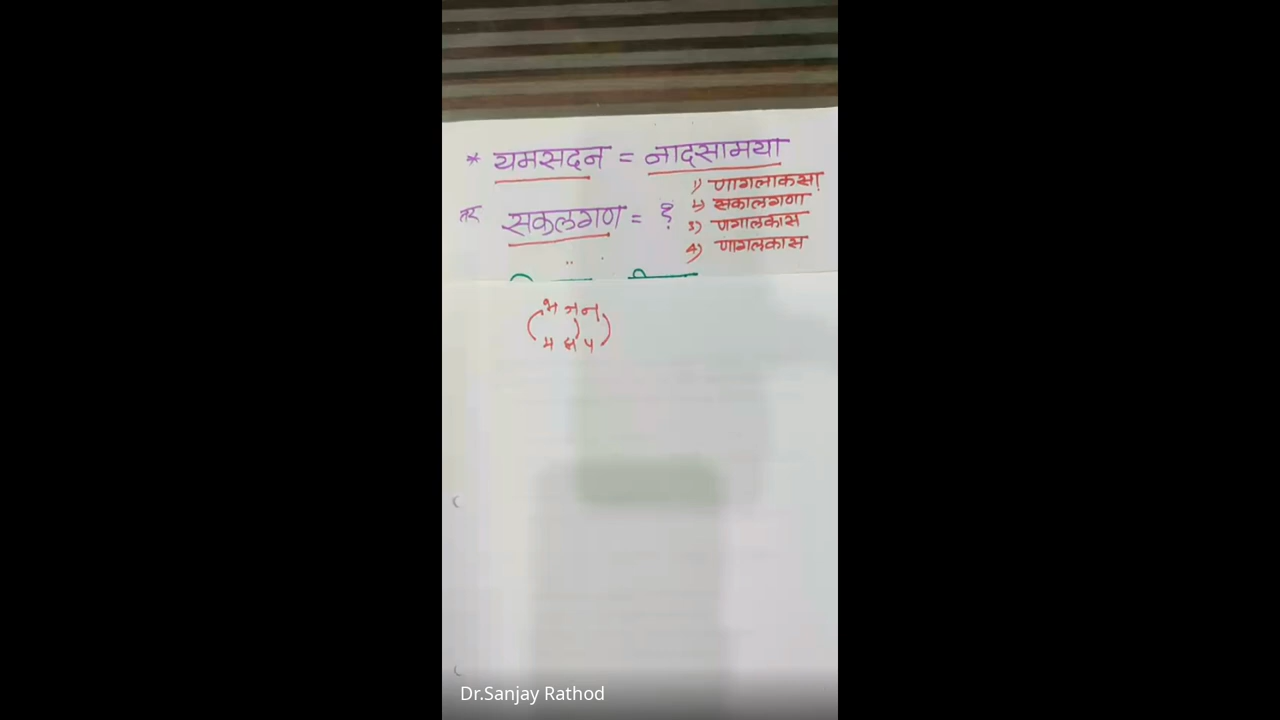 * यमसदन = नादसामया
तर सकलगण = ?
1) णागलाकसा
2) सकालगणा
3) णगालकास
4) णागलकास
भ ज न
म झ प
Dr.Sanjay Rathod